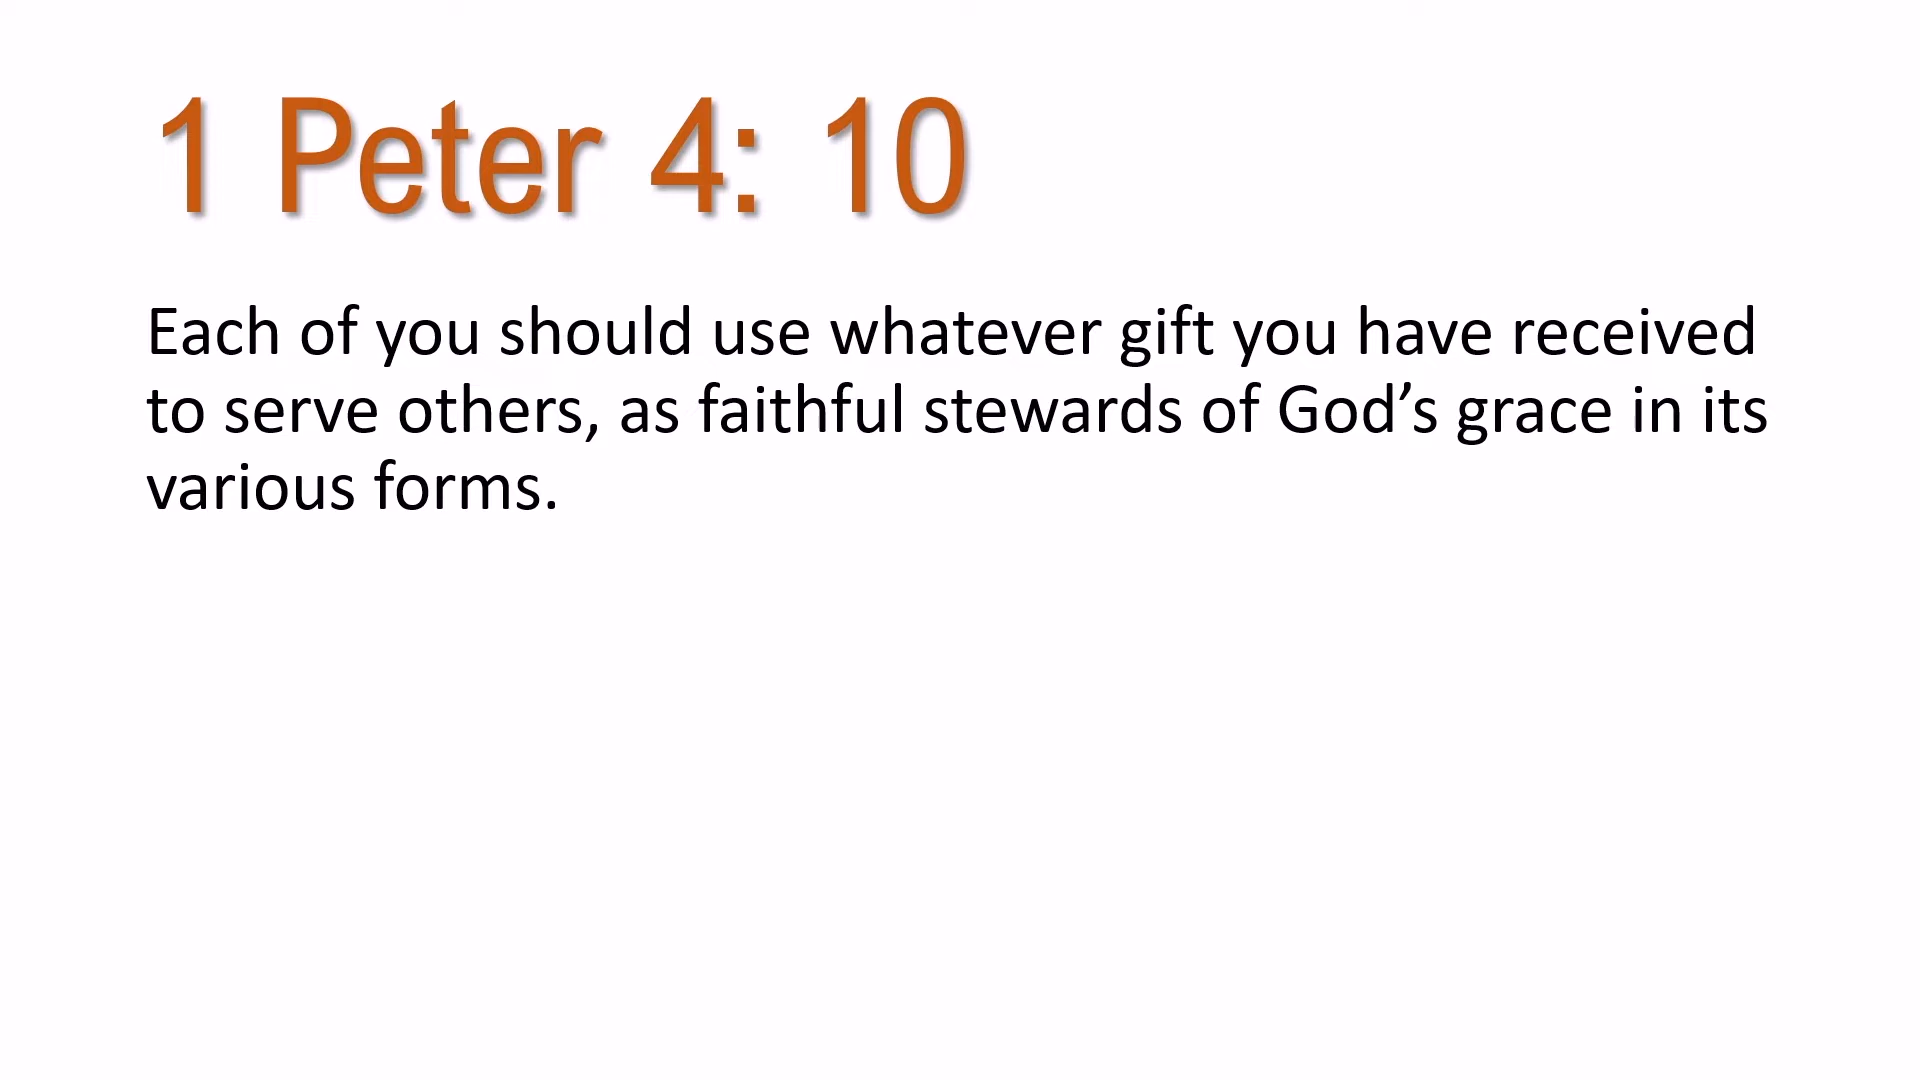 1 Peter 4: 10
Each of you should use whatever gift you have received
to serve others, as faithful stewards of God’s grace in its
various forms.